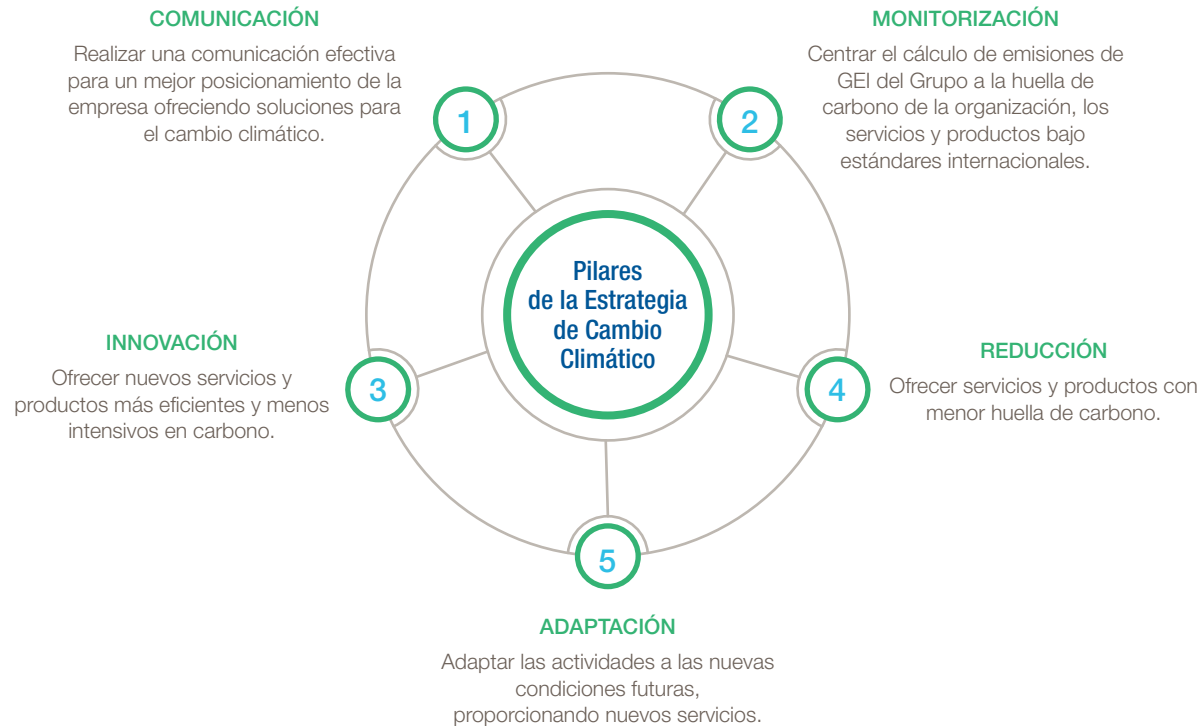 COMUNICACIÓN
Realizar una comunicación efectiva
para un mejor posicionamiento de la
empresa ofreciendo soluciones para
el cambio climático.
1
MONITORIZACIÓN
Centrar el cálculo de emisiones de
GEI del Grupo a la huella de
carbono de la organización, los
servicios y productos bajo
estándares internacionales.
2
Pilares
de la Estrategia
de Cambio
Climático
INNOVACIÓN
Ofrecer nuevos servicios y
productos más eficientes y menos
intensivos en carbono.
3
REDUCCIÓN
Ofrecer servicios y productos con
menor huella de carbono.
4
5
ADAPTACIÓN
Adaptar las actividades a las nuevas
condiciones futuras,
proporcionando nuevos servicios.